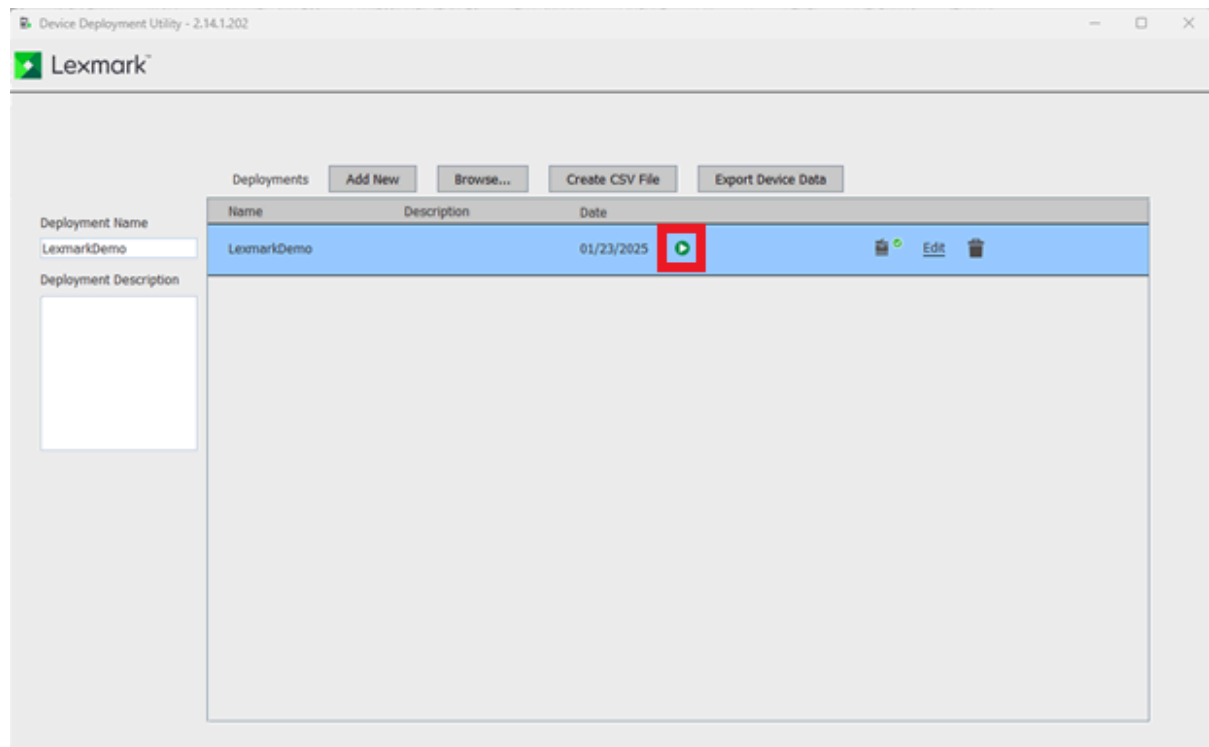 Device Deployment Utility - 2.14.1.202
Lexmark™
Deployments Add New Browse... Create CSV File Export Device Data
Name Description Date
Deployment Name
LexmarkDemo
LexmarkDemo 01/23/2025 Edit
Deployment Description